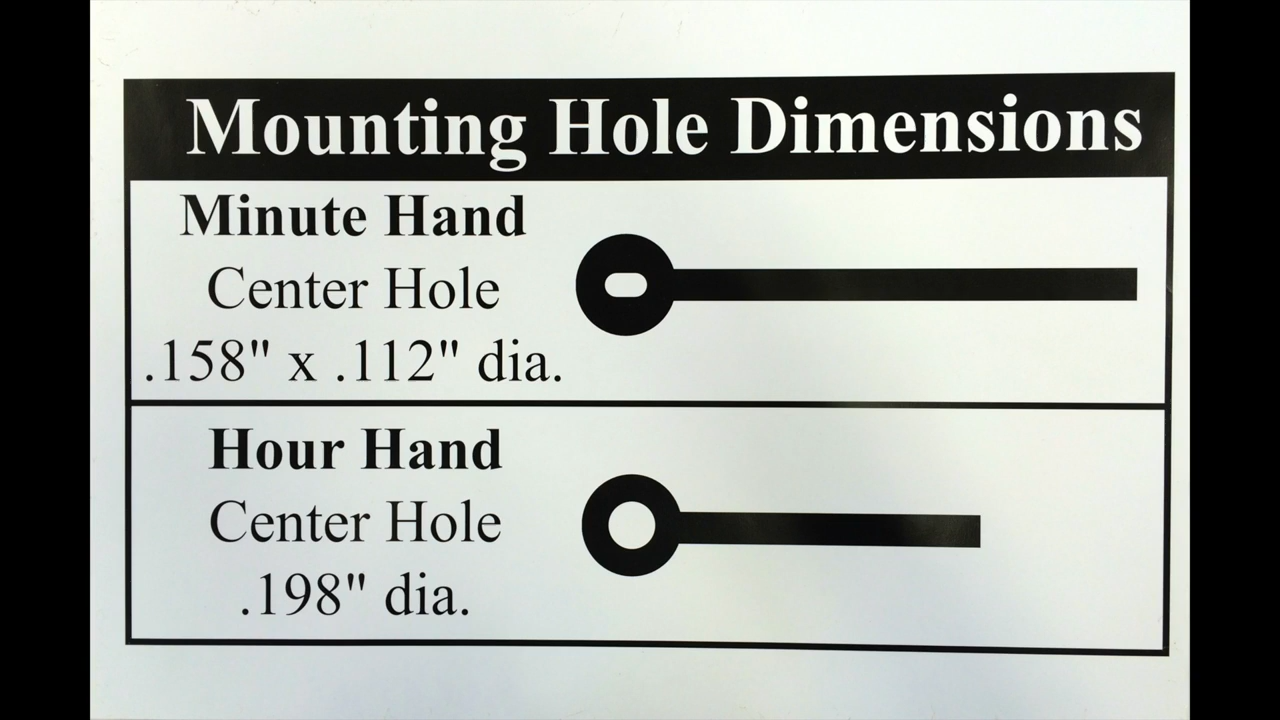 Mounting Hole Dimensions
Minute Hand
Center Hole
.158" x .112" dia.
Hour Hand
Center Hole
.198" dia.